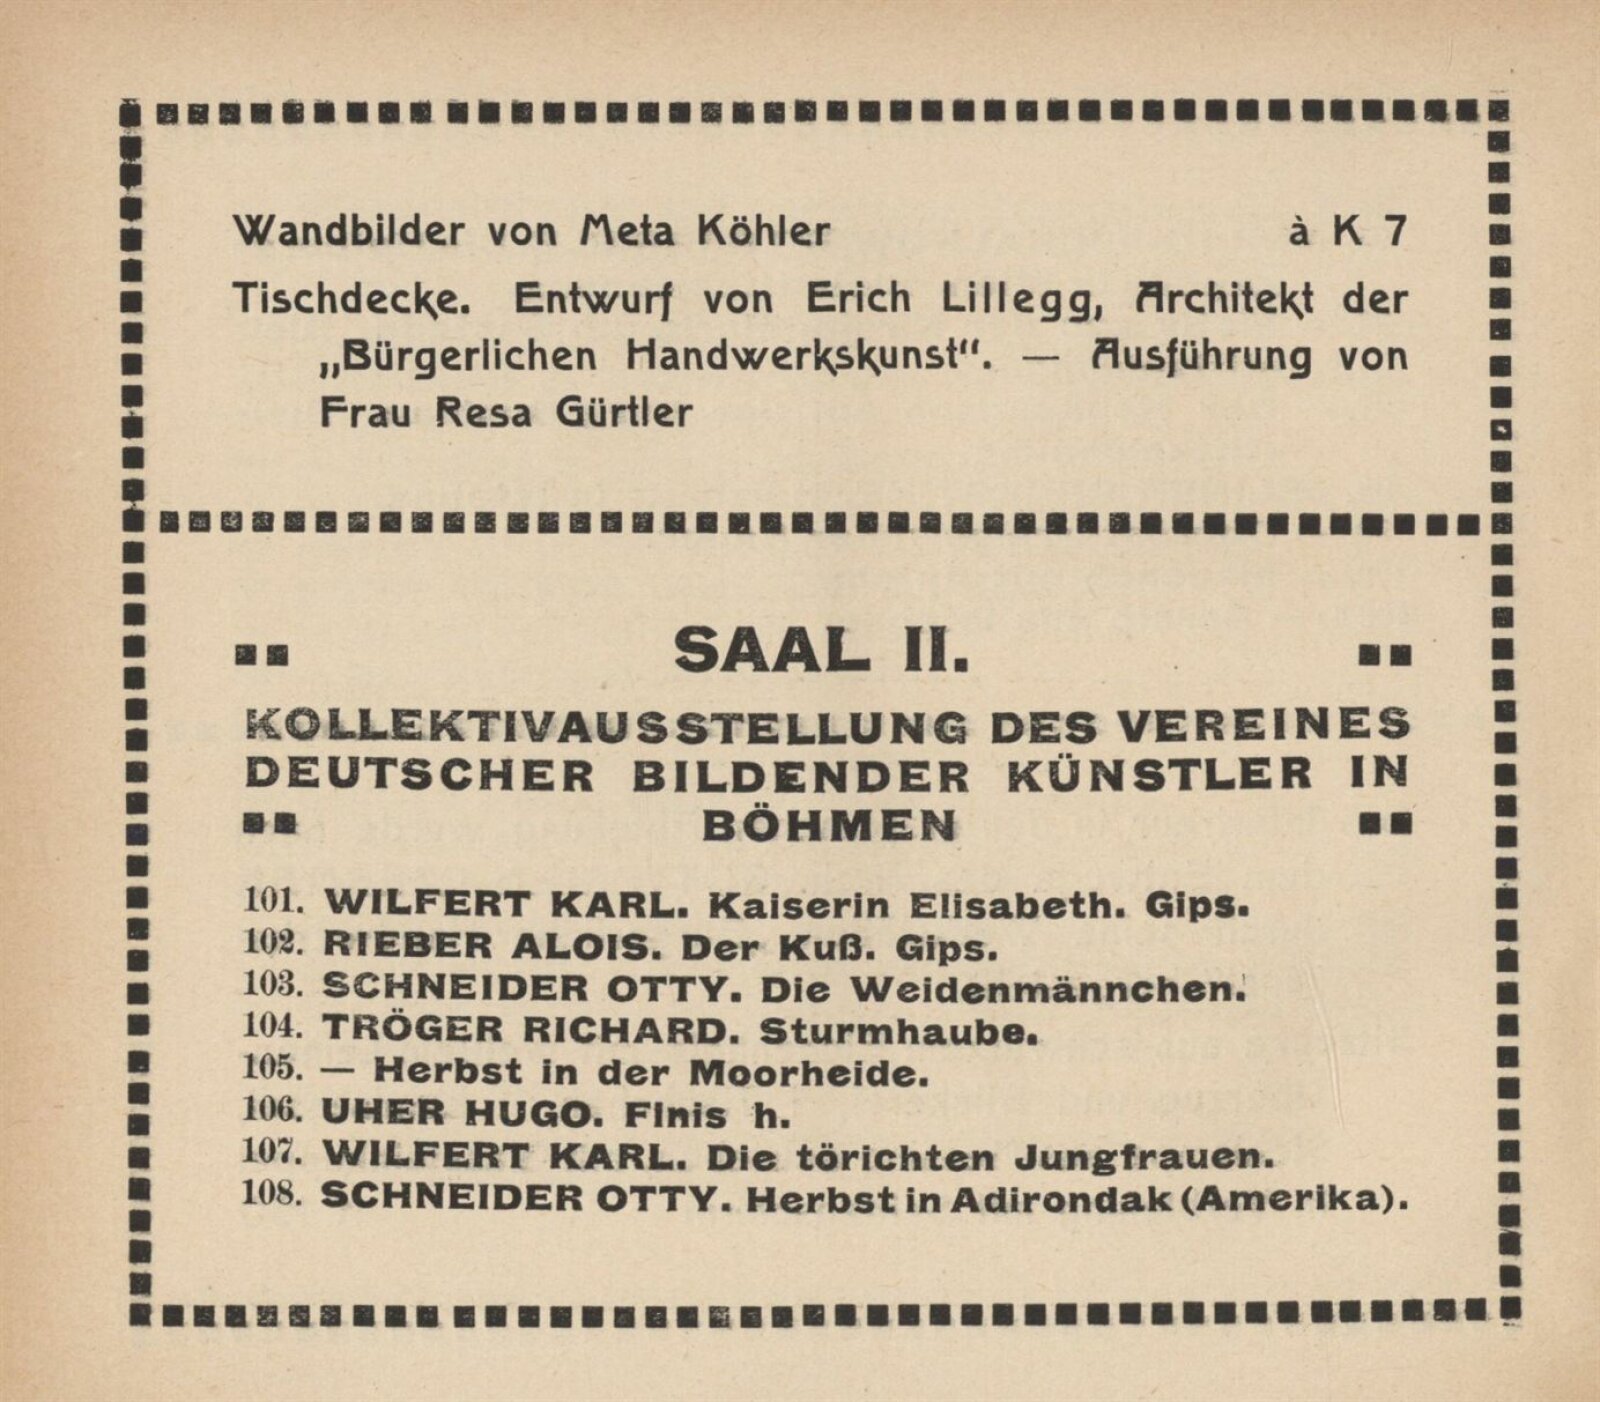 Wandbilder von Meta Köhler à K 7
Tischdecke. Entwurf von Erich Lillegg, Architekt der
„Bürgerlichen Handwerkskunst“. — Ausführung von
Frau Resa Gürtler
SAAL II.
KOLLEKTIVAUSSTELLUNG DES VEREINES
DEUTSCHER BILDENDER KÜNSTLER IN
BÖHMEN
101. WILFERT KARL. Kaiserin Elisabeth. Gips.
102. RIEBER ALOIS. Der Kuß. Gips.
103. SCHNEIDER OTTY. Die Weidenmännchen.
104. TRÖGER RICHARD. Sturmhaube.
105. — Herbst in der Moorheide.
106. UHER HUGO. Finis h.
107. WILFERT KARL. Die törichten Jungfrauen.
108. SCHNEIDER OTTY. Herbst in Adirondak (Amerika).